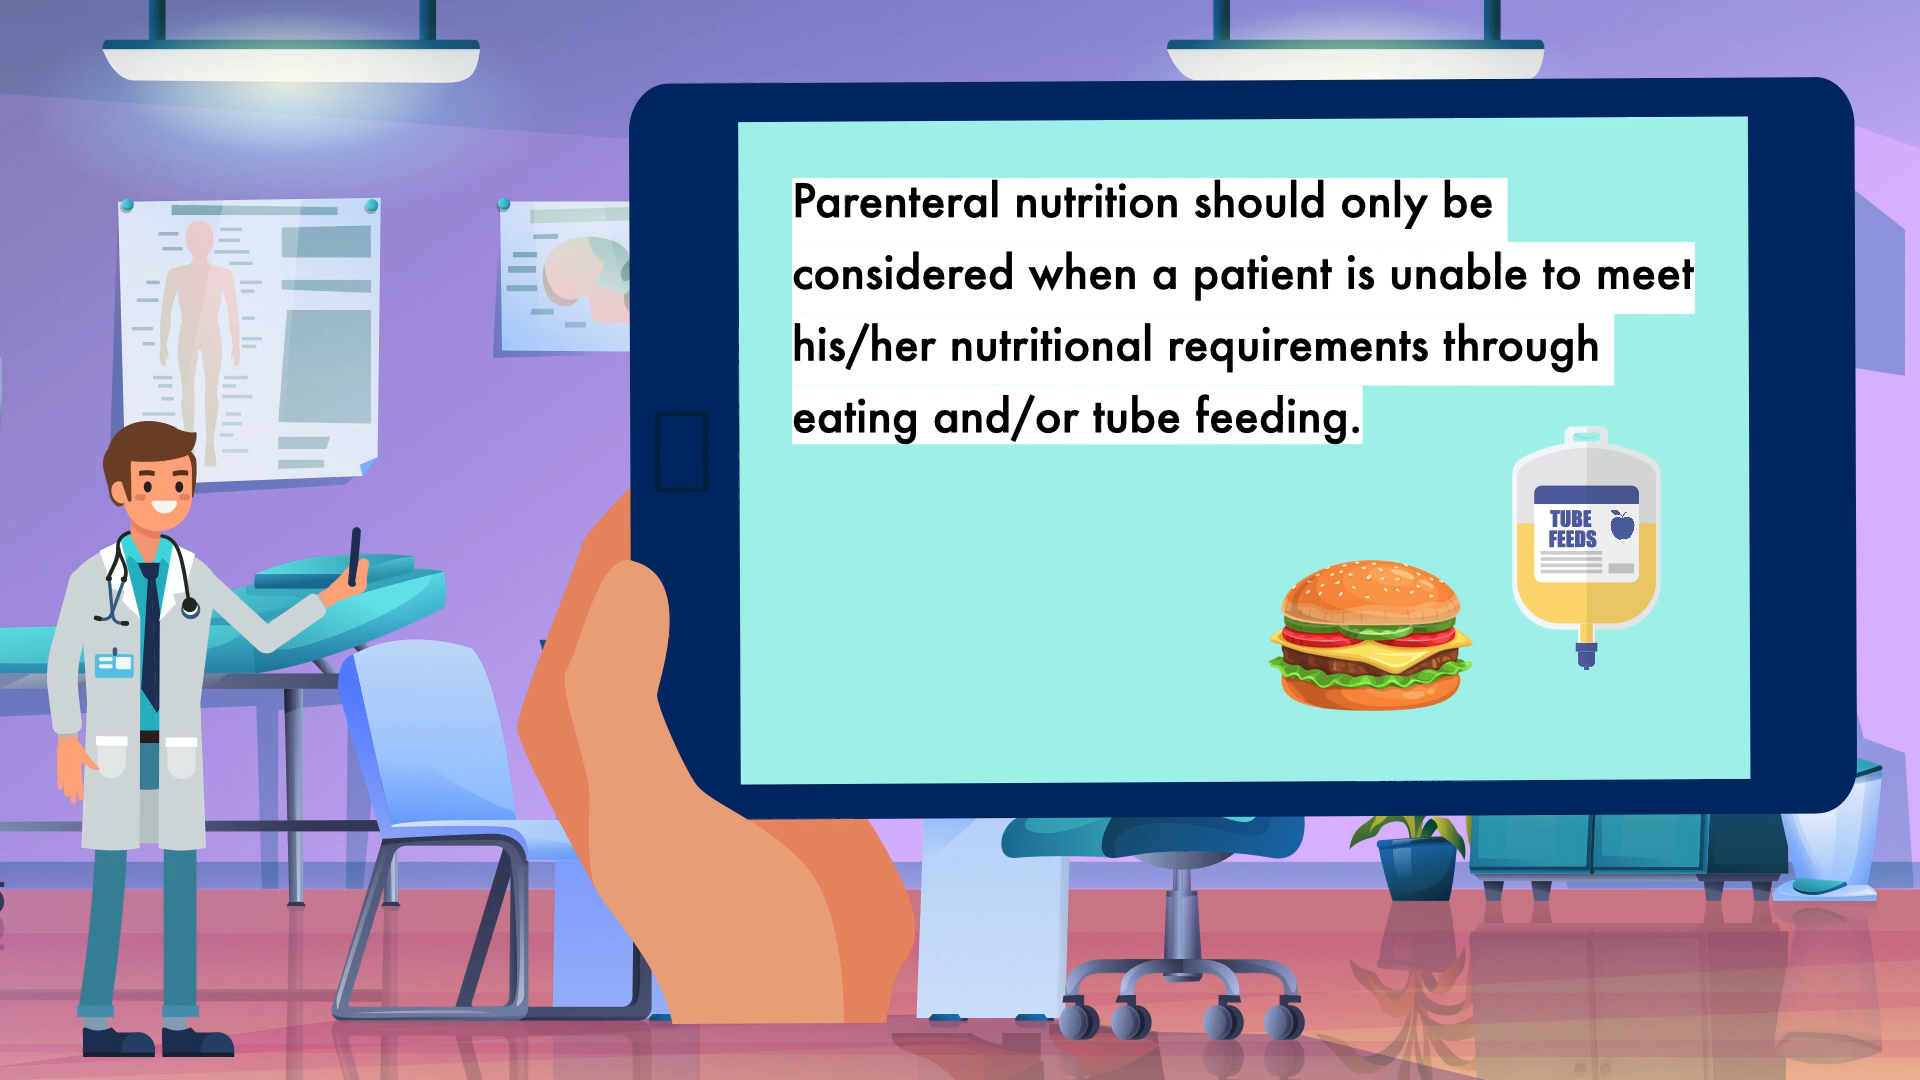 Parenteral nutrition should only be
considered when a patient is unable to meet
his/her nutritional requirements through
eating and/or tube feeding.
TUBE
FEEDS